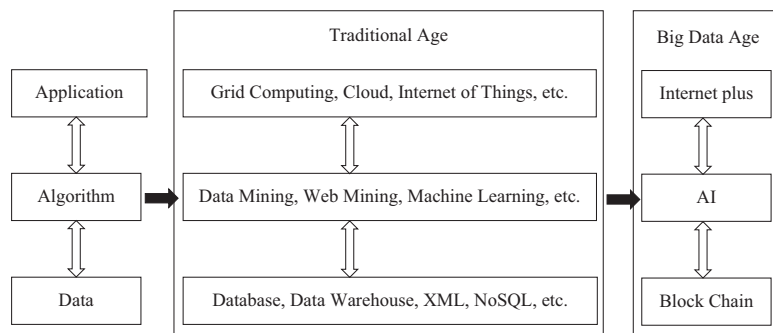 Traditional Age
Big Data Age
Application
Grid Computing, Cloud, Internet of Things, etc.
Internet plus
Algorithm
Data Mining, Web Mining, Machine Learning, etc.
AI
Data
Database, Data Warehouse, XML, NoSQL, etc.
Block Chain